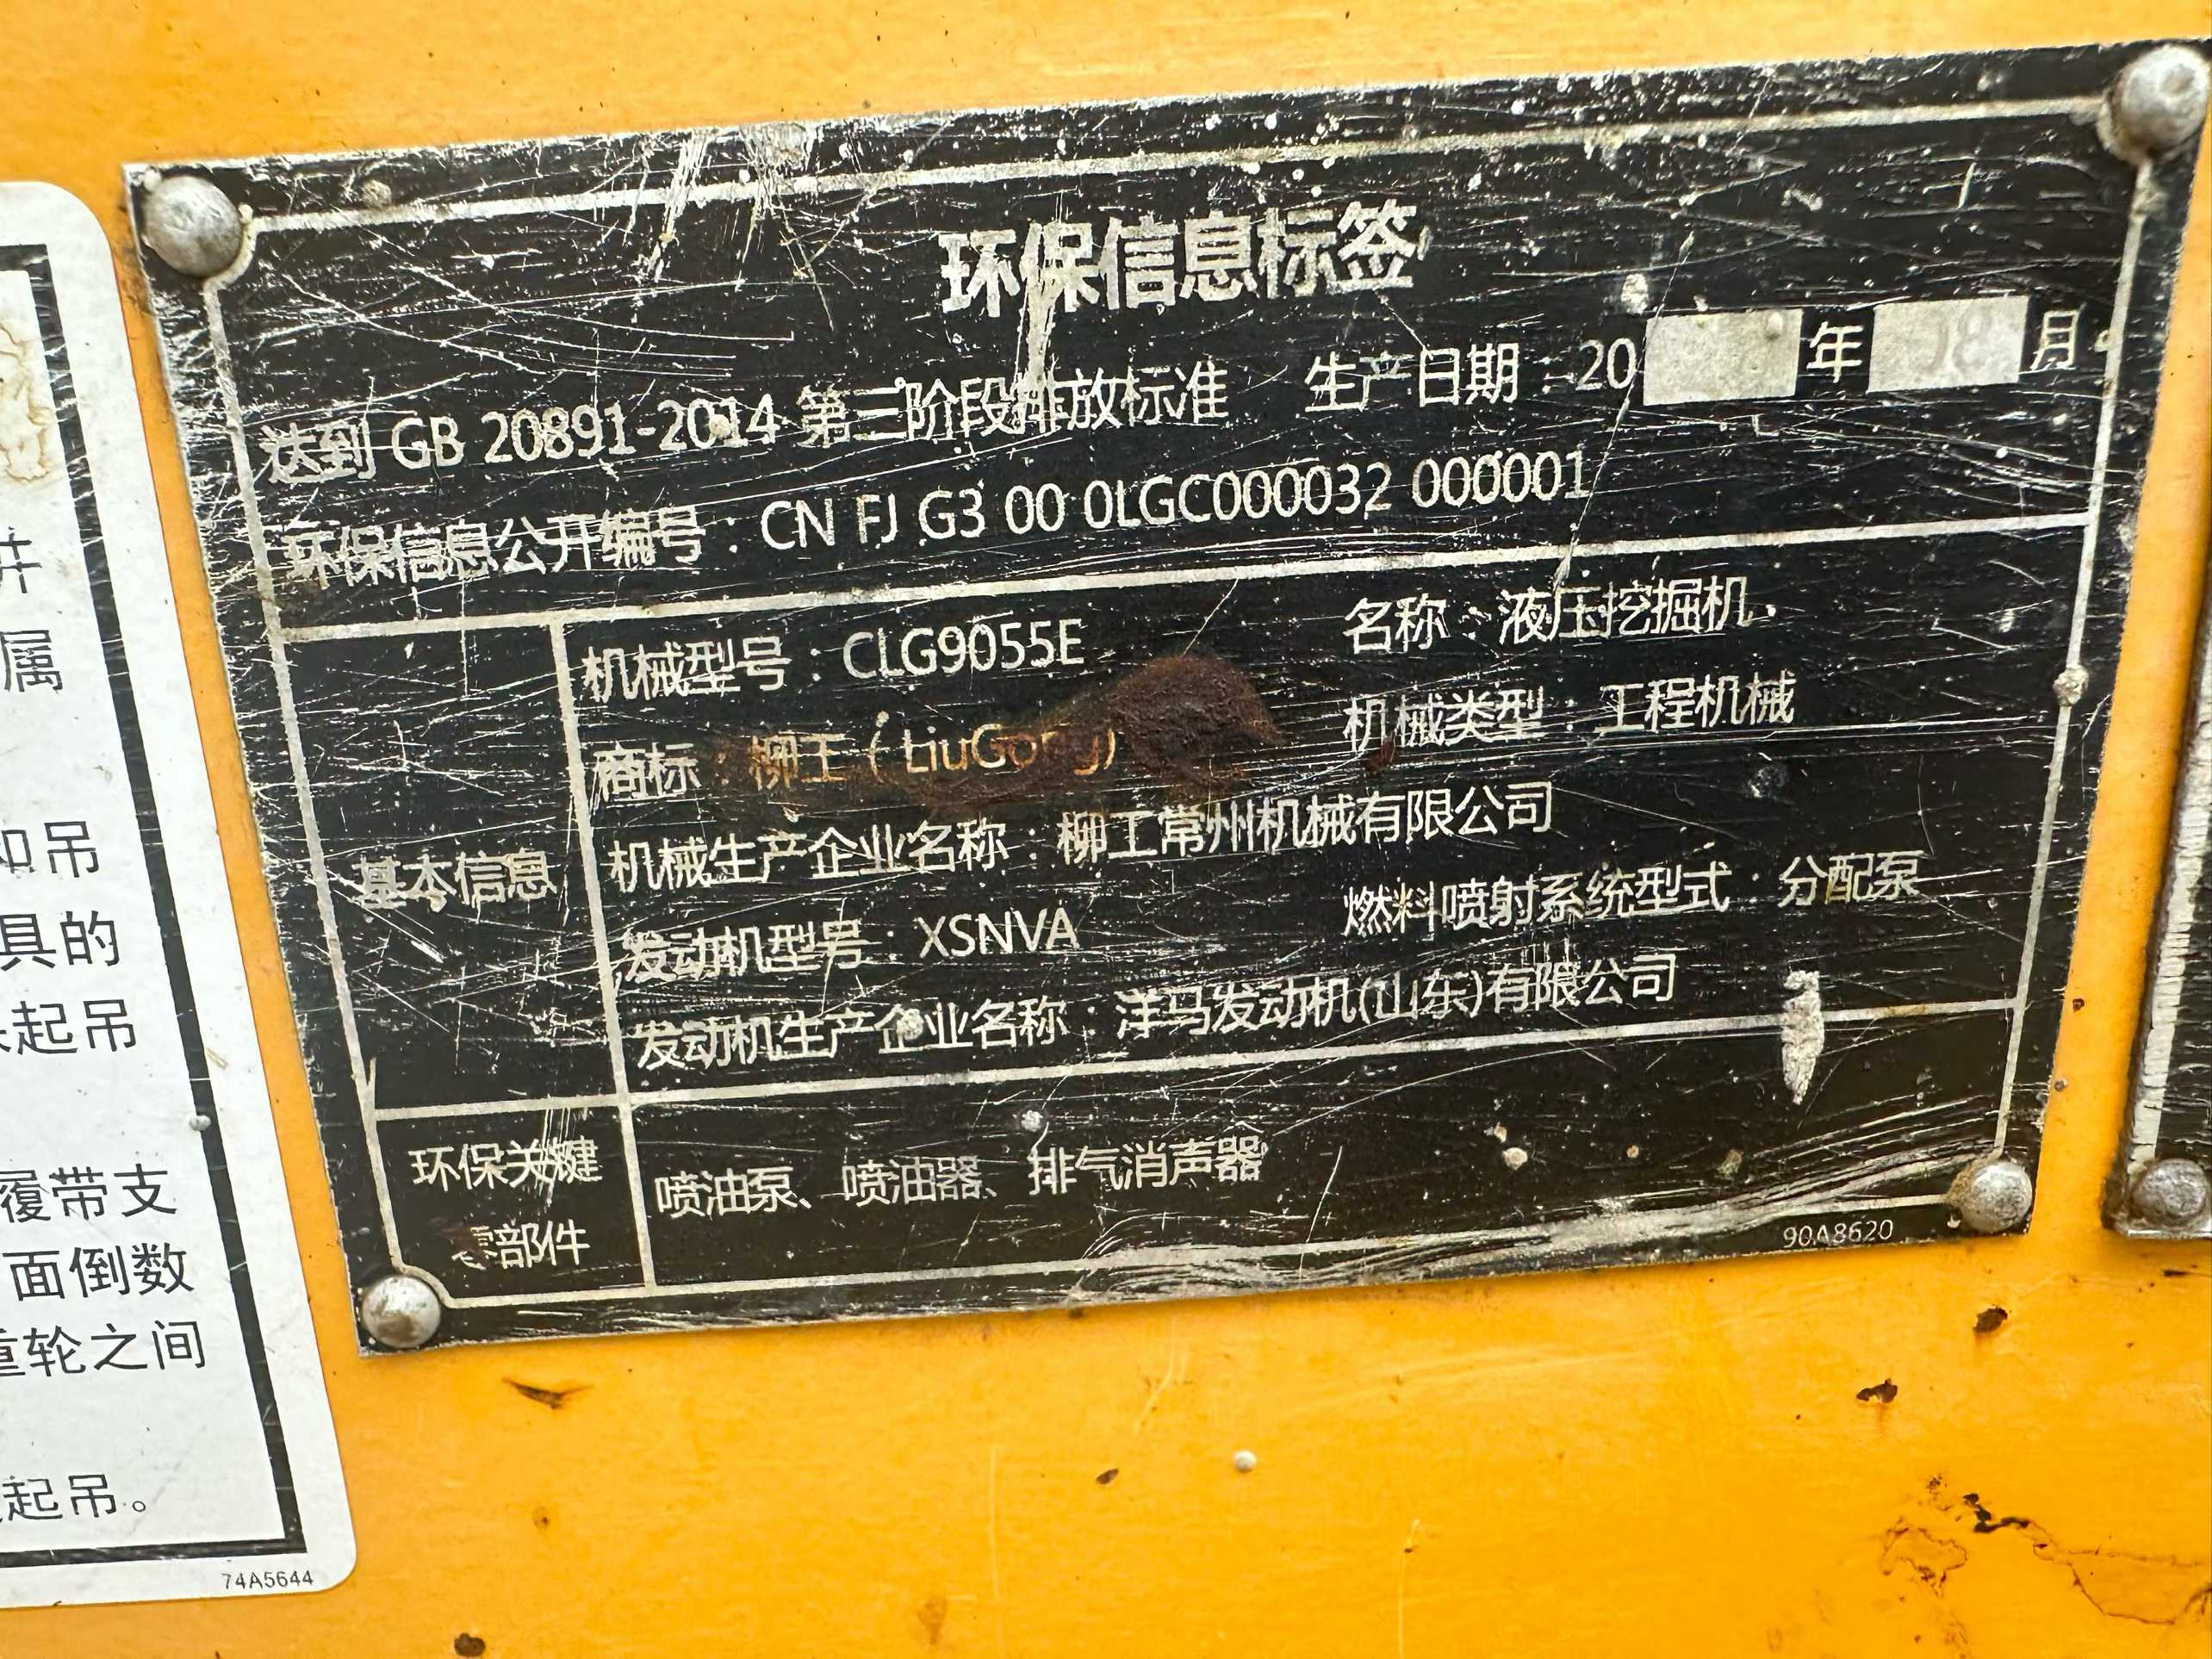 环保信息标签
达到 GB 20891-2014 第三阶段排放标准 生产日期：20 年 08 月
环保信息公开编号：CN FJ G3 00 0LGC000032 000001
基本信息
机械型号：CLG9055E 名称：液压挖掘机
商标：柳工（LiuGong） 机械类型：工程机械
机械生产企业名称：柳工常州机械有限公司
发动机型号：XSNVA 燃料喷射系统型式：分配泵
发动机生产企业名称：洋马发动机(山东)有限公司
环保关键
零部件
喷油泵、喷油器、排气消声器
90A8620
属
和吊
具的
起吊
履带支
面倒数
重轮之间
起吊。
74A5644